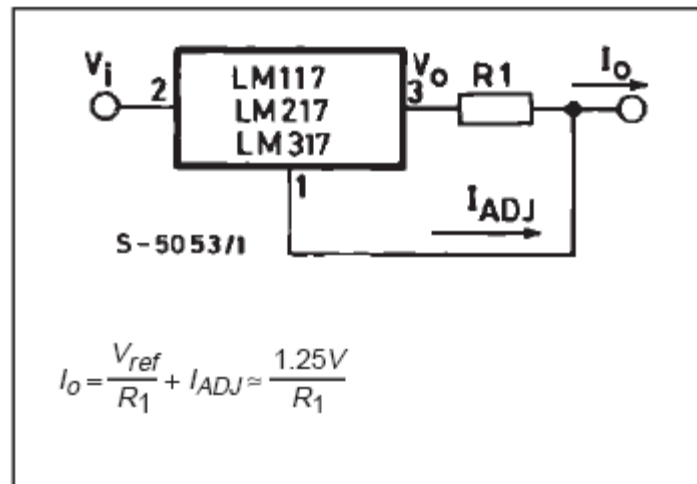 Vi
2
LM117
LM217
LM317
Vo
3
R1
Io
1
IADJ
S-5053/1
Io = Vref/R1 + IADJ ≃ 1.25V/R1